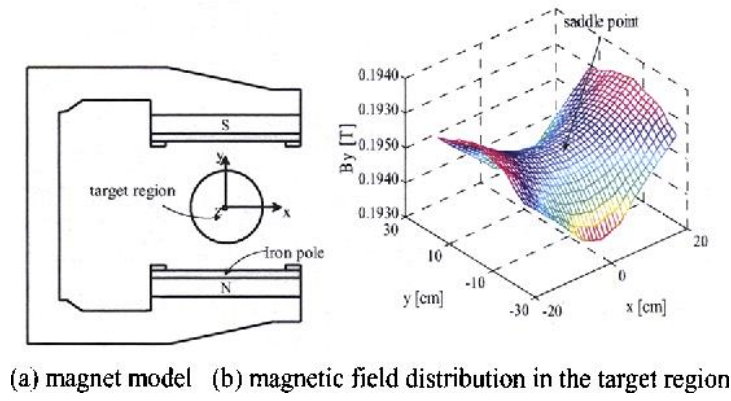 saddle point
0.1940
0.1930
0.1950
0.1940
0.1930
By [T]
30
10
-10
-30
y [cm]
-20
0
20
x [cm]
S
y
target region
x
Iron pole
N
(a) magnet model (b) magnetic field distribution in the target region